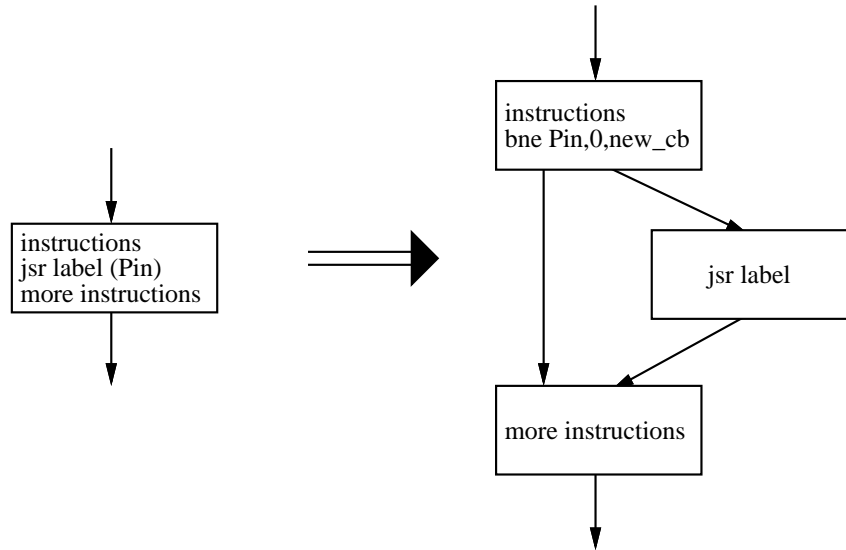 instructions
jsr label (Pin)
more instructions
instructions
bne Pin,0,new_cb
jsr label
more instructions